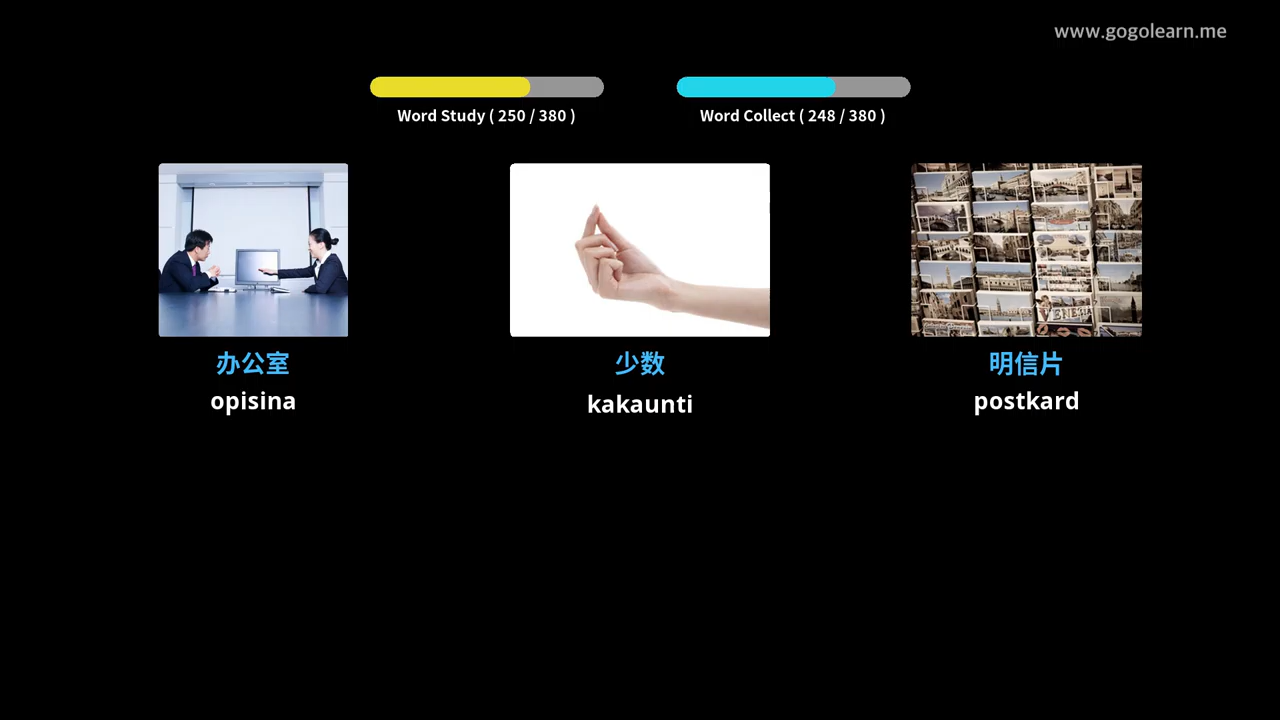 www.gogolearn.me
Word Study ( 250 / 380 )
Word Collect ( 248 / 380 )
VENEZIA
办公室
少数
明信片
opisina
kakaunti
postkard